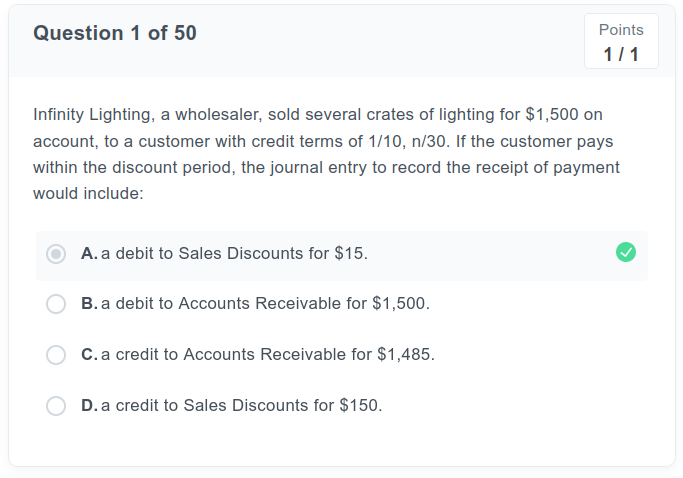 Question 1 of 50
Points
1 / 1
Infinity Lighting, a wholesaler, sold several crates of lighting for $1,500 on
account, to a customer with credit terms of 1/10, n/30. If the customer pays
within the discount period, the journal entry to record the receipt of payment
would include:
A. a debit to Sales Discounts for $15.
B. a debit to Accounts Receivable for $1,500.
C. a credit to Accounts Receivable for $1,485.
D. a credit to Sales Discounts for $150.